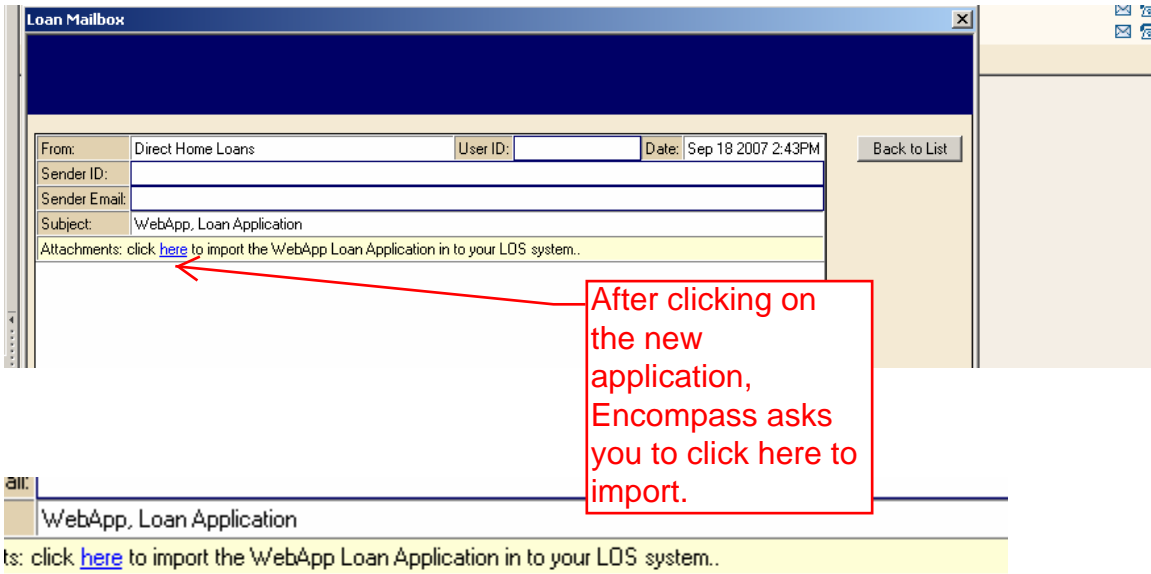 Loan Mailbox
From: Direct Home Loans User ID: Date: Sep 18 2007 2:43PM Back to List
Sender ID:
Sender Email:
Subject: WebApp, Loan Application
Attachments: click here to import the WebApp Loan Application in to your LOS system..
After clicking on
the new
application,
Encompass asks
you to click here to
import.
ail:
WebApp, Loan Application
ts: click here to import the WebApp Loan Application in to your LOS system..